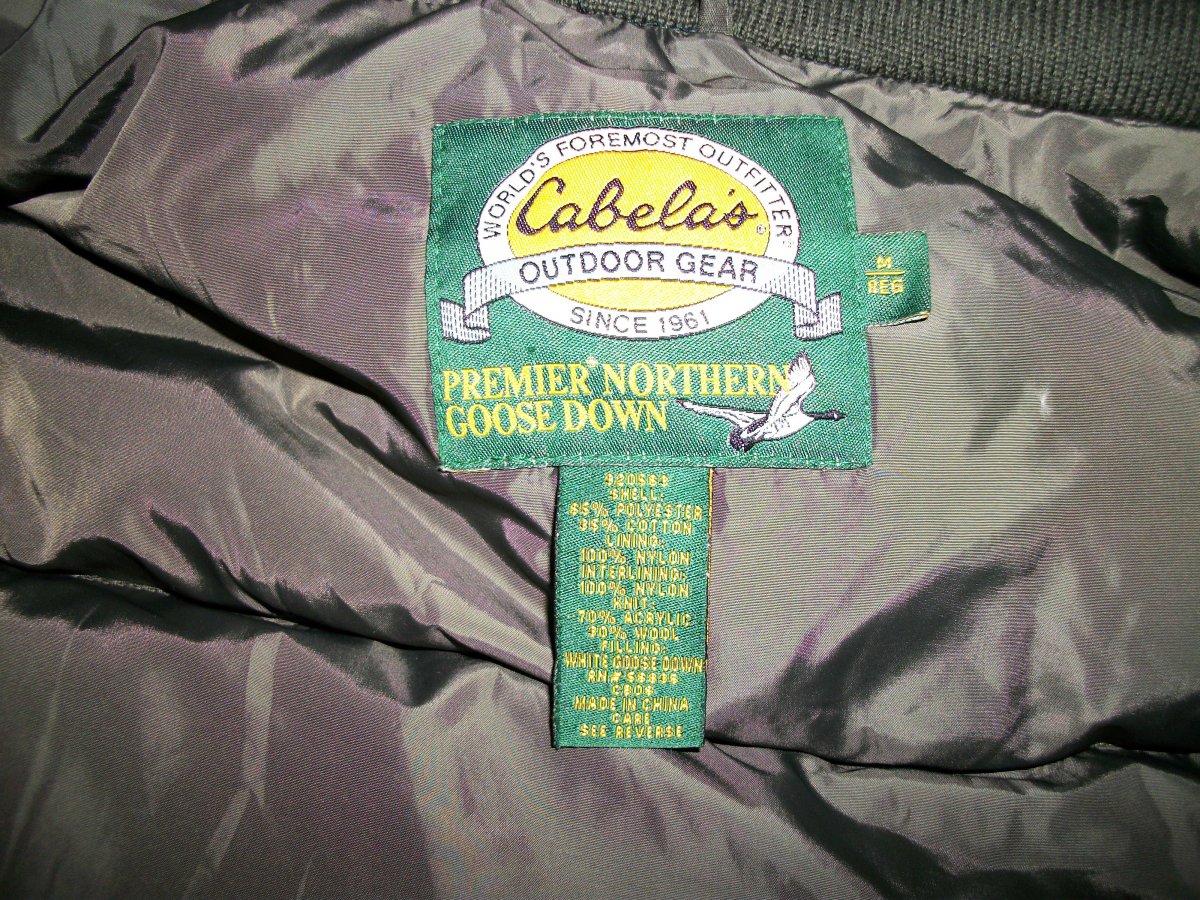 WORLD'S FOREMOST OUTFITTER®
Cabela's®
OUTDOOR GEAR
SINCE 1961
M
REG
PREMIER NORTHERN
GOOSE DOWN
SHELL:
65% POLYESTER
35% COTTON
LINING:
100% NYLON
INTERLINING:
100% NYLON
KNIT:
70% ACRYLIC
30% WOOL
FILLING:
WHITE GOOSE DOWN
RN#
MADE IN CHINA
CARE
SEE REVERSE